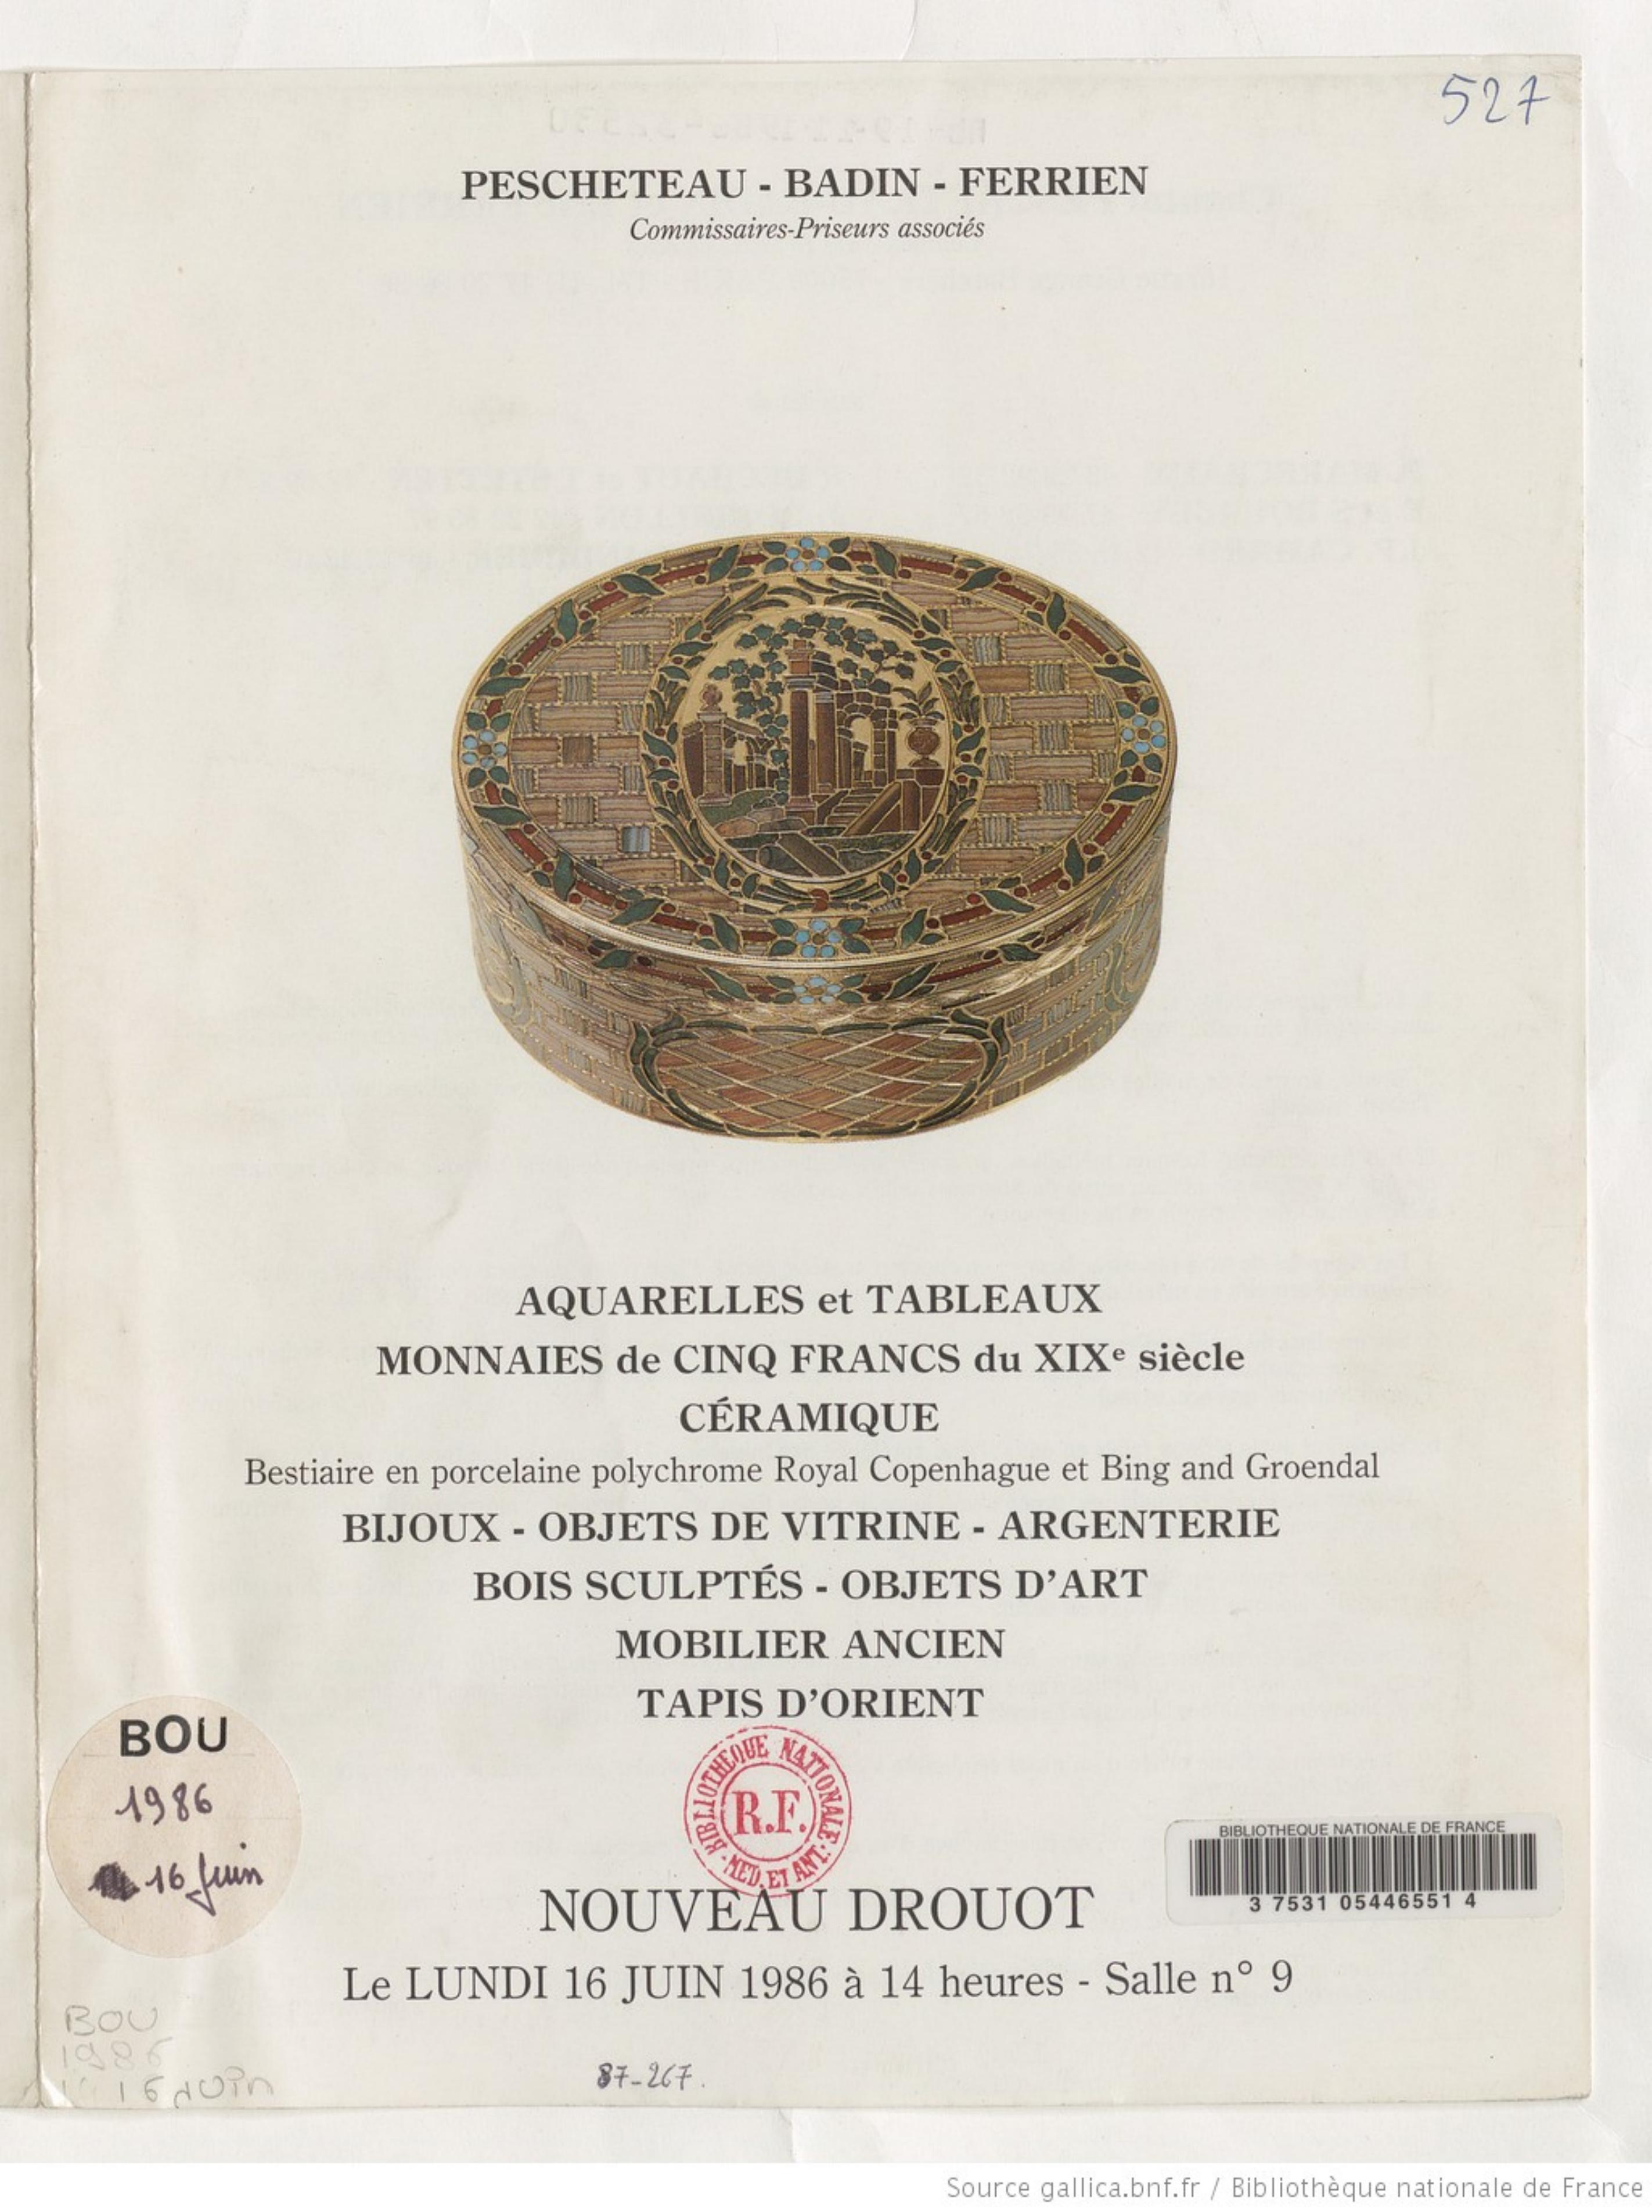 527
PESCHETEAU - BADIN - FERRIEN
Commissaires-Priseurs associés
AQUARELLES et TABLEAUX
MONNAIES de CINQ FRANCS du XIXe siècle
CÉRAMIQUE
Bestiaire en porcelaine polychrome Royal Copenhague et Bing and Groendal
BIJOUX - OBJETS DE VITRINE - ARGENTERIE
BOIS SCULPTÉS - OBJETS D'ART
MOBILIER ANCIEN
TAPIS D'ORIENT
BOU
1986
16 Juin
BIBLIOTHEQUE NATIONALE
R.F.
MED. ET ANT.
BIBLIOTHEQUE NATIONALE DE FRANCE
3 7531 05446551 4
NOUVEAU DROUOT
Le LUNDI 16 JUIN 1986 à 14 heures - Salle n° 9
BOU
1986
16 JUIN
87-267.
Source gallica.bnf.fr / Bibliothèque nationale de France